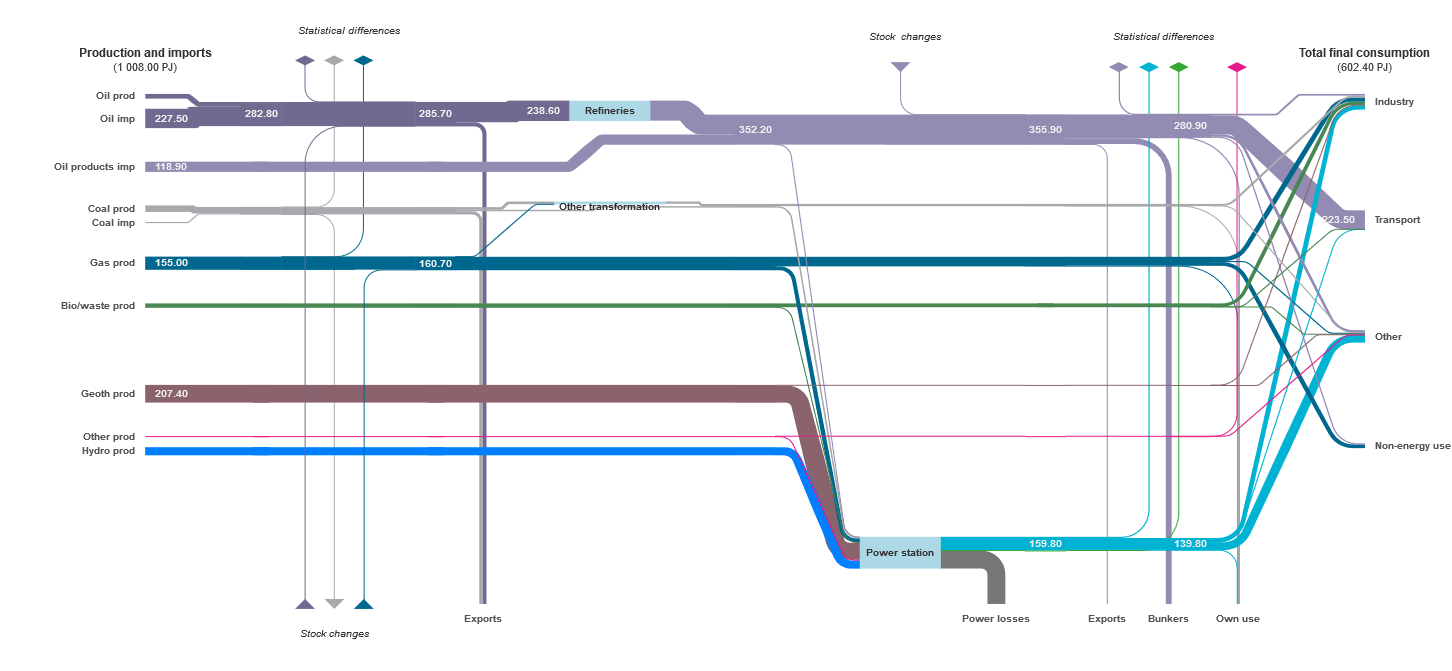 Statistical differences
Stock changes
Statistical differences
Production and imports
(1 008.00 PJ)
Total final consumption
(602.40 PJ)
Oil prod
Oil imp
227.50
282.80
285.70
238.60
Refineries
352.20
355.90
280.90
Industry
Oil products imp
118.90
Coal prod
Coal imp
Other transformation
223.50
Transport
Gas prod
155.00
160.70
Bio/waste prod
Other
Geoth prod
207.40
Other prod
Hydro prod
Non-energy use
Power station
159.80
139.80
Exports
Power losses
Exports
Bunkers
Own use
Stock changes